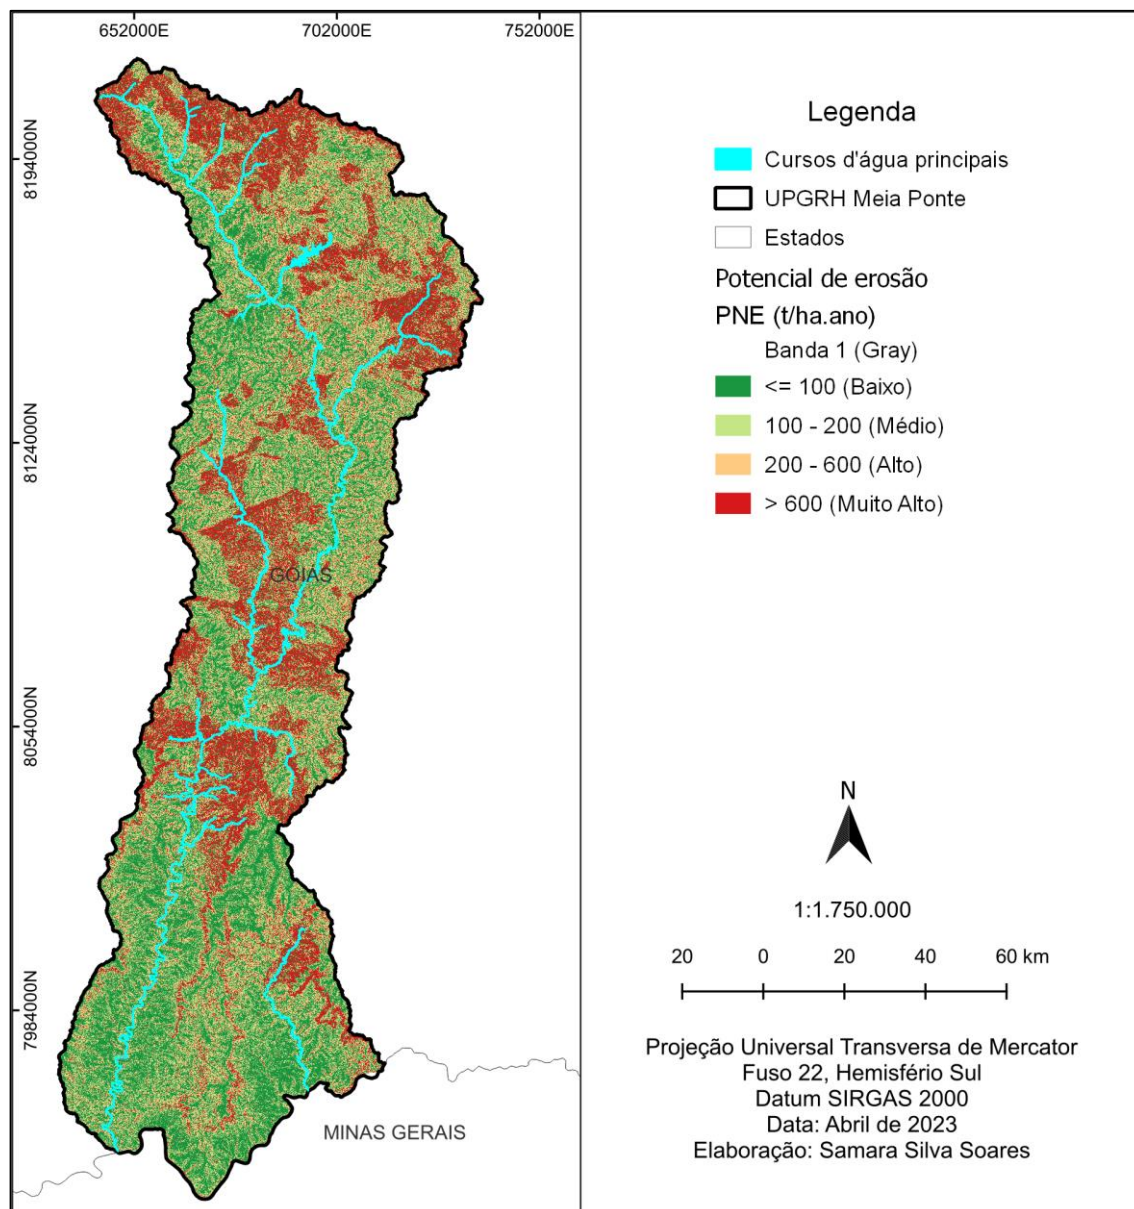 652000E 702000E 752000E
8194000N
8124000N
8054000N
7984000N
GOIÁS
MINAS GERAIS
Legenda
Cursos d'água principais
UPGRH Meia Ponte
Estados
Potencial de erosão
PNE (t/ha.ano)
Banda 1 (Gray)
<= 100 (Baixo)
100 - 200 (Médio)
200 - 600 (Alto)
> 600 (Muito Alto)
N
1:1.750.000
20 0 20 40 60 km
Projeção Universal Transversa de Mercator
Fuso 22, Hemisfério Sul
Datum SIRGAS 2000
Data: Abril de 2023
Elaboração: Samara Silva Soares